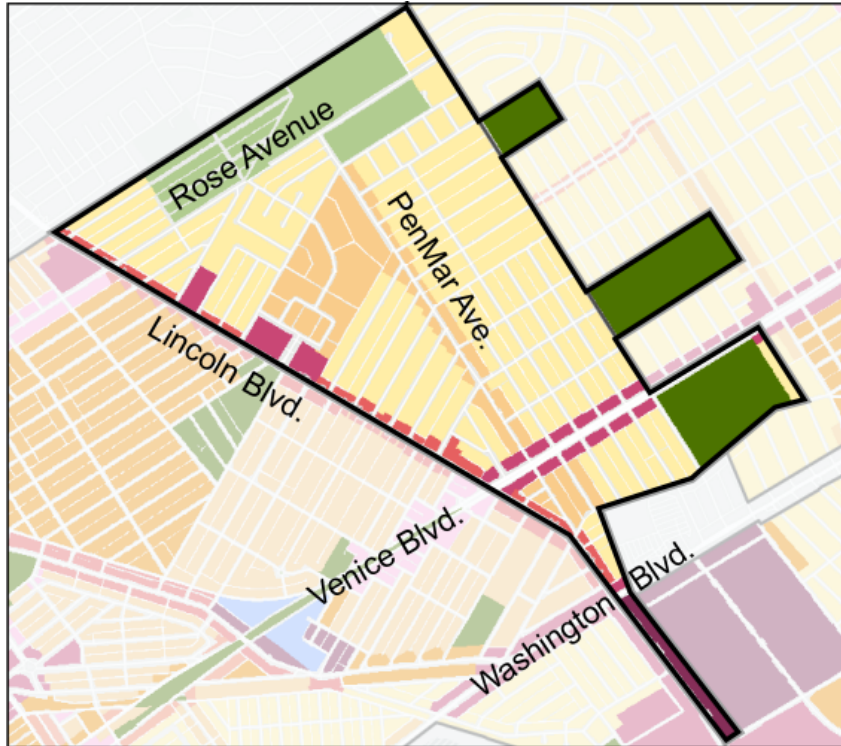 Rose Avenue
PenMar Ave.
Lincoln Blvd.
Venice Blvd.
Washington Blvd.